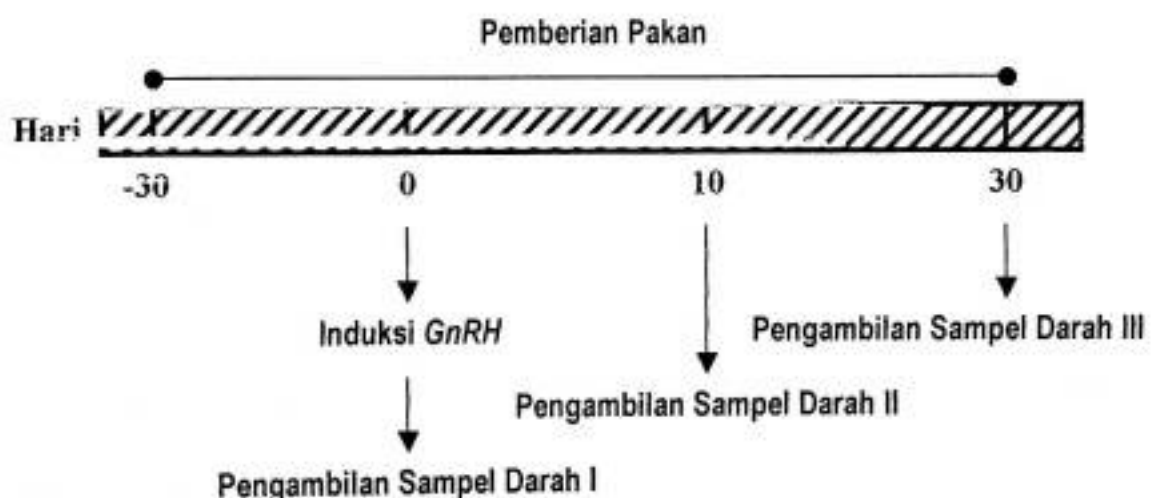 Pemberian Pakan
Hari
-30 0 10 30
Induksi GnRH
Pengambilan Sampel Darah III
Pengambilan Sampel Darah II
Pengambilan Sampel Darah I